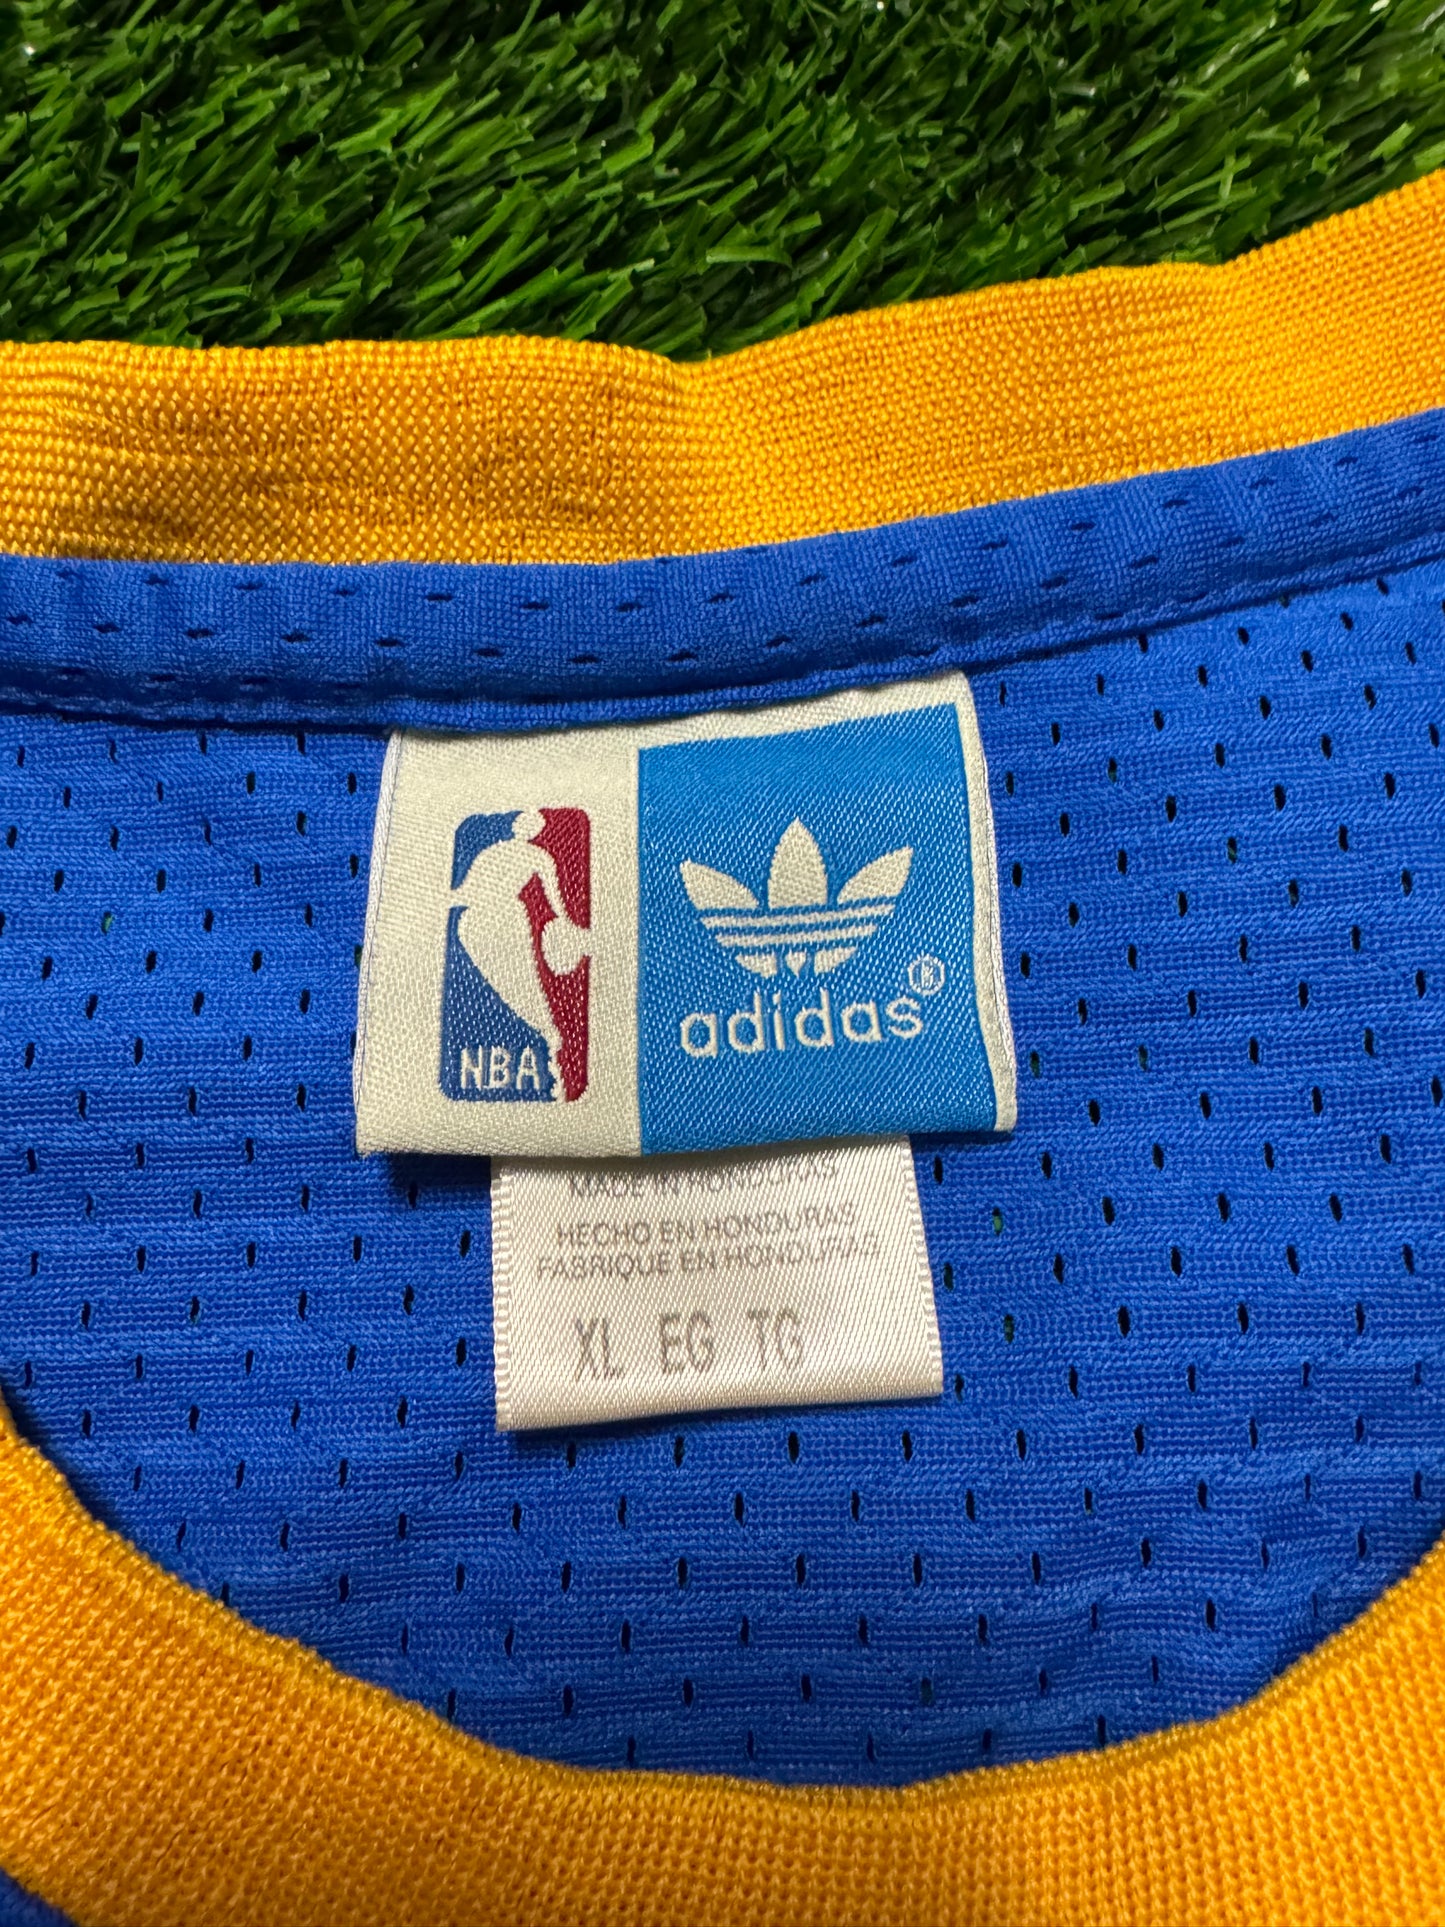 NBA
adidas®
MADE IN HONDURAS
HECHO EN HONDURAS
FABRIQUE EN HONDURAS
XL EG TG